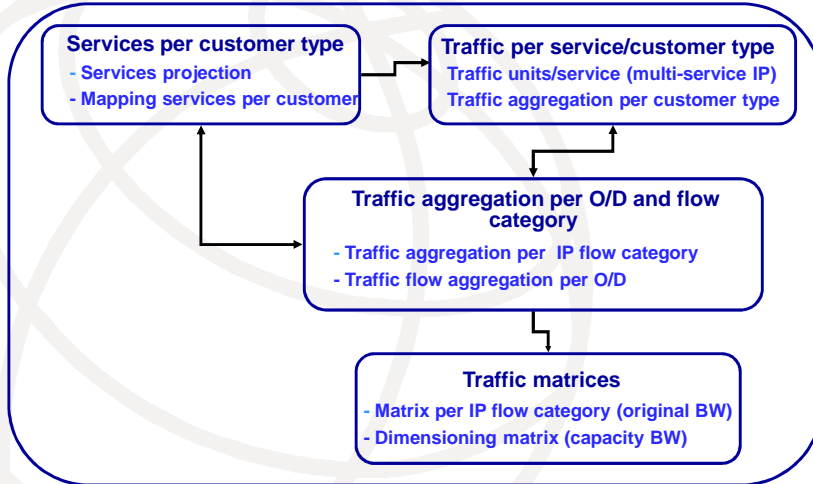 Services per customer type
- Services projection
- Mapping services per customer
Traffic per service/customer type
Traffic units/service (multi-service IP)
Traffic aggregation per customer type
Traffic aggregation per O/D and flow
category
- Traffic aggregation per IP flow category
- Traffic flow aggregation per O/D
Traffic matrices
- Matrix per IP flow category (original BW)
- Dimensioning matrix (capacity BW)